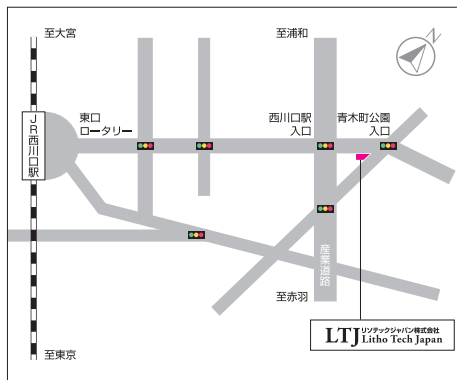 至大宮
至浦和
N
東口
ロータリー
西川口駅
入口
青木町公園
入口
JR西川口駅
産業道路
至赤羽
至東京
LTJ リソテックジャパン株式会社
Litho Tech Japan